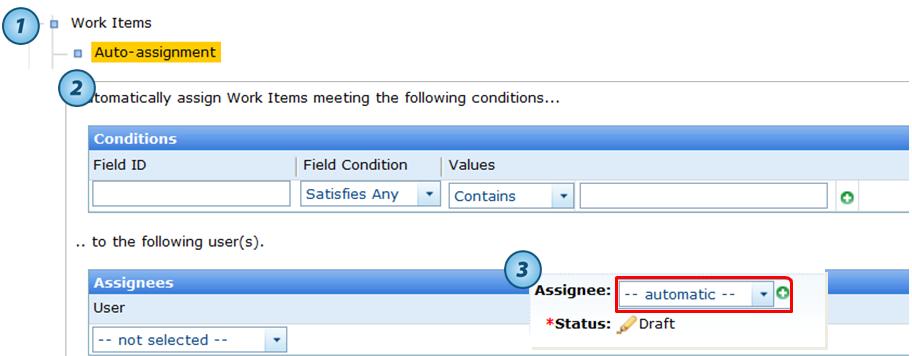 1 Work Items
Auto-assignment
2
utomatically assign Work Items meeting the following conditions...
Conditions
Field ID Field Condition Values
Satisfies Any Contains
.. to the following user(s).
3
Assignees
Assignee: -- automatic --
User
*Status: Draft
-- not selected --